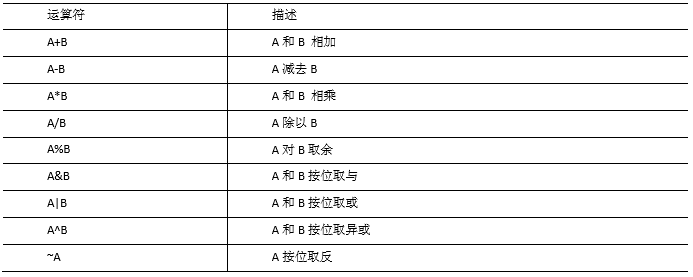 运算符 描述
A+B A 和 B 相加
A-B A 减去 B
A*B A 和 B 相乘
A/B A 除以 B
A%B A 对 B 取余
A&B A 和 B 按位取与
A|B A 和 B 按位取或
A^B A 和 B 按位取异或
~A A 按位取反